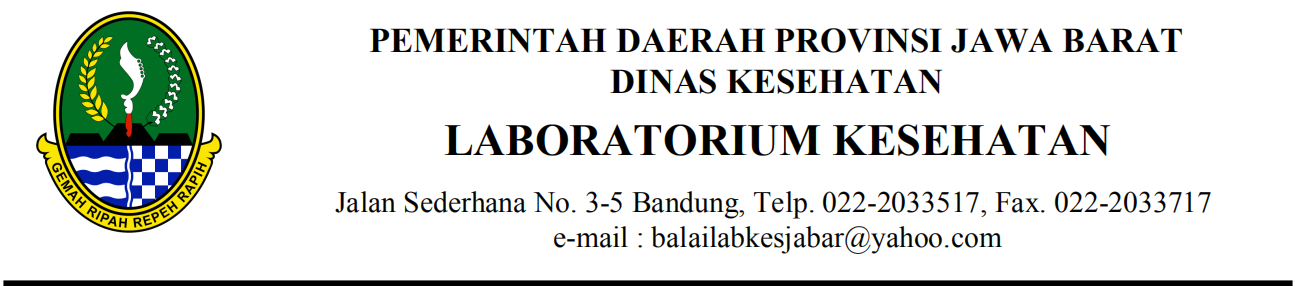 PEMERINTAH DAERAH PROVINSI JAWA BARAT
DINAS KESEHATAN
LABORATORIUM KESEHATAN
Jalan Sederhana No. 3-5 Bandung, Telp. 022-2033517, Fax. 022-2033717
e-mail : balailabkesjabar@yahoo.com
GEMAH RIPAH REPEH RAPIH